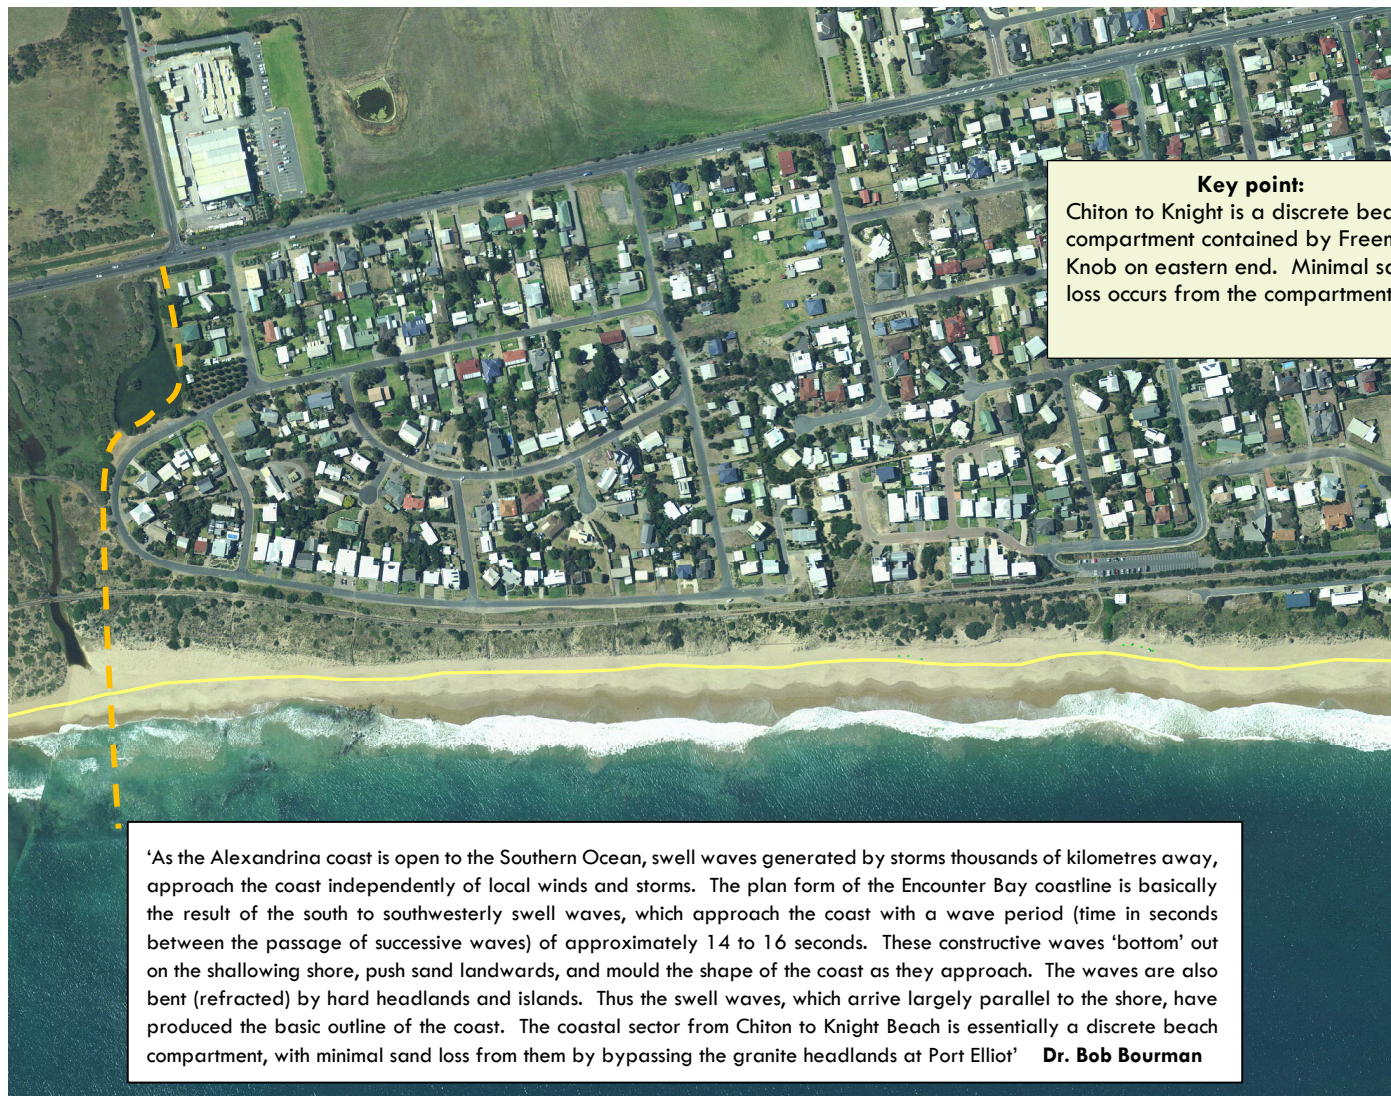 Key point:
Chiton to Knight is a discrete
compartment contained by
Knob on eastern end. Minimal
loss occurs from the compartment
‘As the Alexandrina coast is open to the Southern Ocean, swell waves generated by storms thousands of kilometres away,
approach the coast independently of local winds and storms. The plan form of the Encounter Bay coastline is basically
the result of the south to southwesterly swell waves, which approach the coast with a wave period (time in seconds
between the passage of successive waves) of approximately 14 to 16 seconds. These constructive waves ‘bottom’ out
on the shallowing shore, push sand landwards, and mould the shape of the coast as they approach. The waves are also
bent (refracted) by hard headlands and islands. Thus the swell waves, which arrive largely parallel to the shore, have
produced the basic outline of the coast. The coastal sector from Chiton to Knight Beach is essentially a discrete beach
compartment, with minimal sand loss from them by bypassing the granite headlands at Port Elliot’ Dr. Bob Bourman